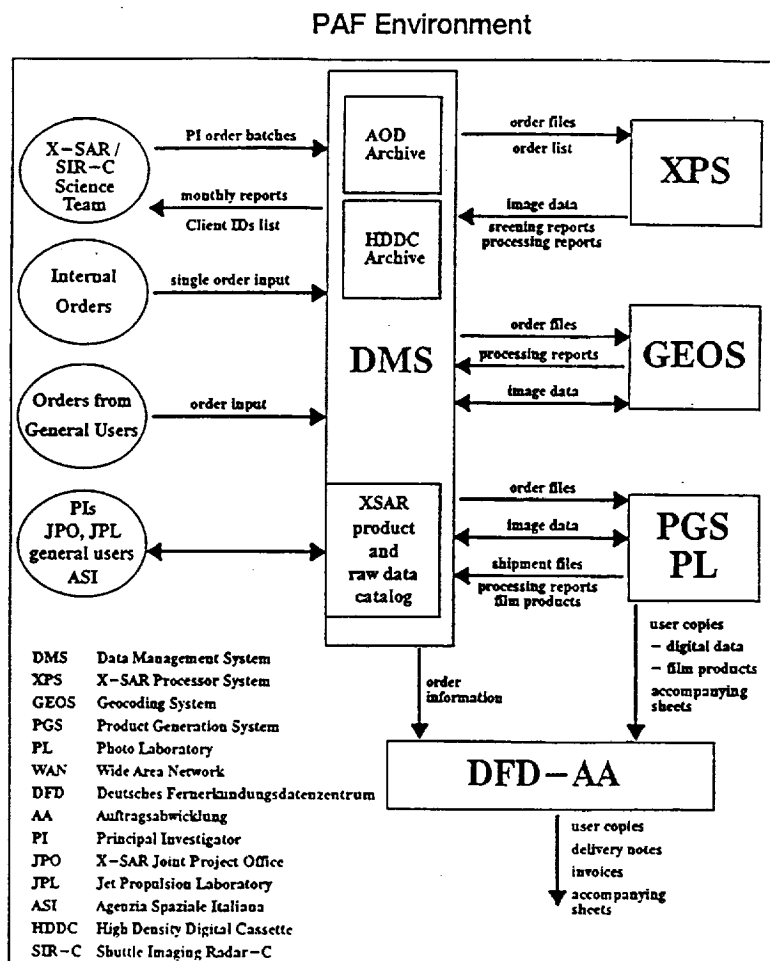 PAF Environment
X-SAR /
SIR-C
Science
Team
PI order batches
monthly reports
Client IDs list
AOD
Archive
HDDC
Archive
order files
order list
XPS
image data
sreening reports
processing reports
Internal
Orders
single order input
DMS
order files
processing reports
image data
GEOS
Orders from
General Users
order input
PIs
JPO, JPL
general users
ASI
XSAR
product
and
raw data
catalog
order files
image data
shipment files
processing reports
film products
PGS
PL
user copies
- digital data
- film products
accompanying
sheets
order
information
DFD-AA
user copies
delivery notes
invoices
accompanying
sheets
DMS Data Management System
XPS X-SAR Processor System
GEOS Geocoding System
PGS Product Generation System
PL Photo Laboratory
WAN Wide Area Network
DFD Deutsches Fernerkundungsdatenzentrum
AA Auftragsabwicklung
PI Principal Investigator
JPO X-SAR Joint Project Office
JPL Jet Propulsion Laboratory
ASI Agenzia Spaziale Italiana
HDDC High Density Digital Cassette
SIR-C Shuttle Imaging Radar-C